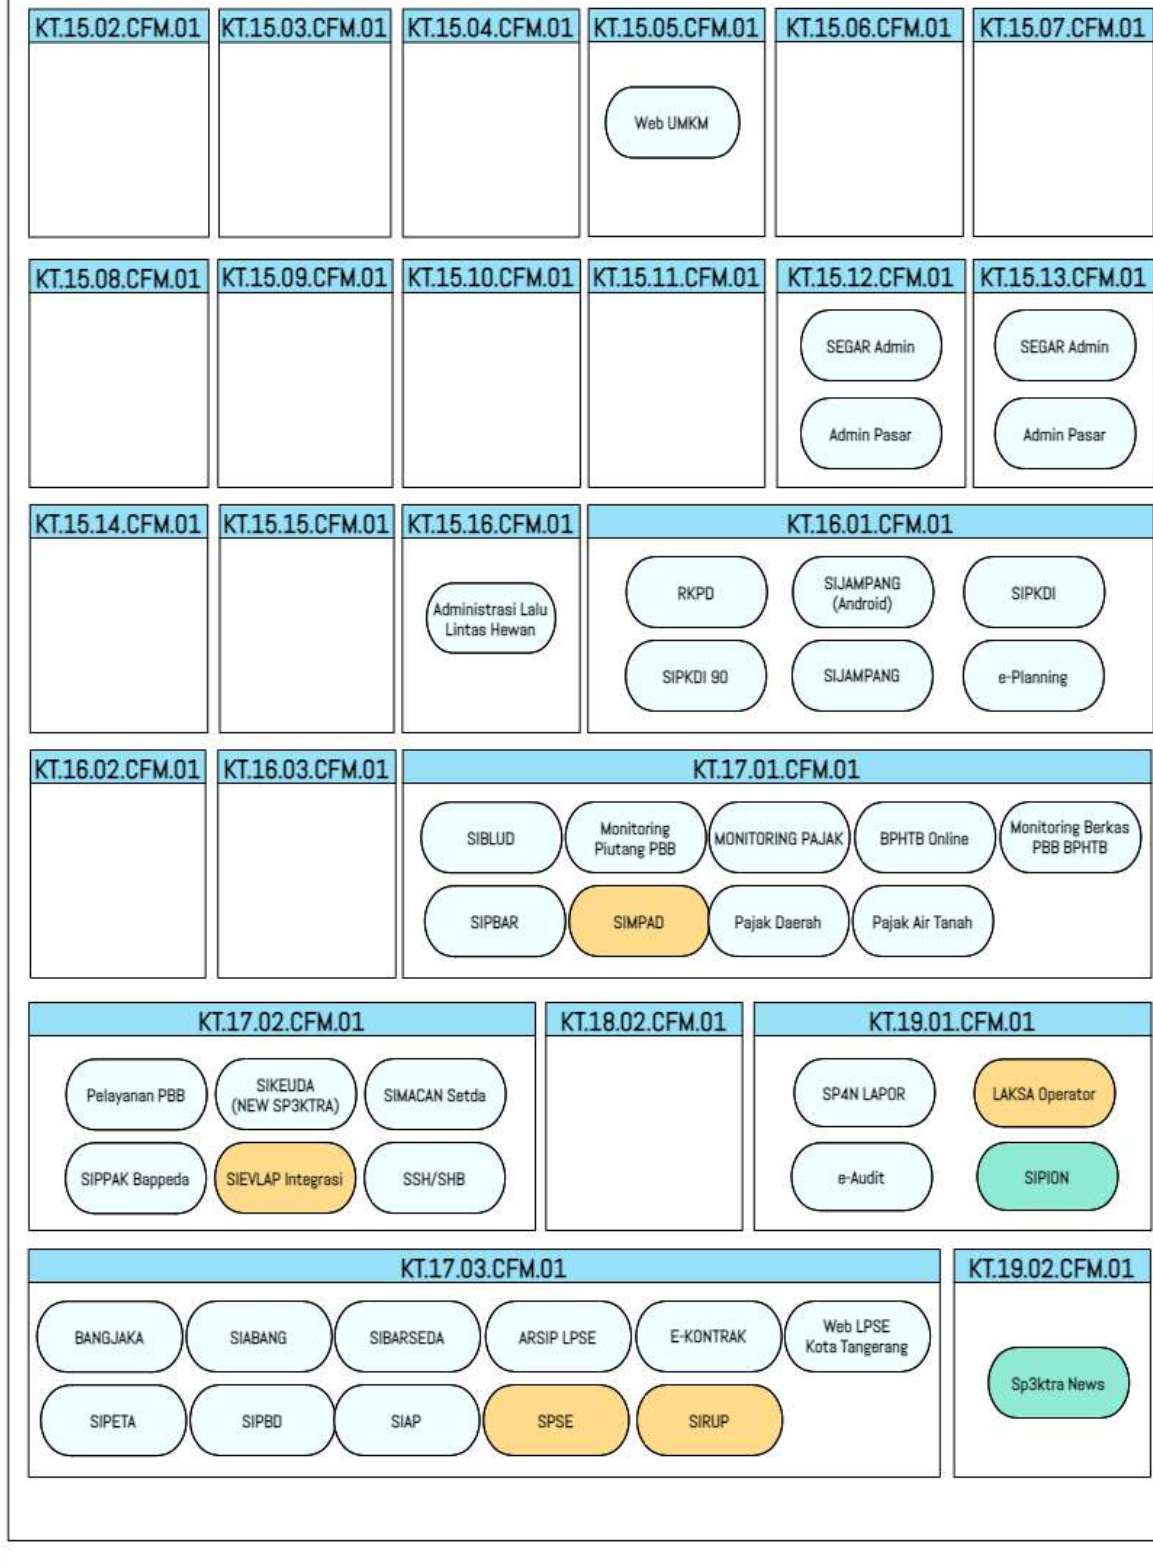 KT.15.02.CFM.01
KT.15.03.CFM.01
KT.15.04.CFM.01
KT.15.05.CFM.01
KT.15.06.CFM.01
KT.15.07.CFM.01
Web UMKM
KT.15.08.CFM.01
KT.15.09.CFM.01
KT.15.10.CFM.01
KT.15.11.CFM.01
KT.15.12.CFM.01
KT.15.13.CFM.01
SEGAR Admin
Admin Pasar
SEGAR Admin
Admin Pasar
KT.15.14.CFM.01
KT.15.15.CFM.01
KT.15.16.CFM.01
KT.16.01.CFM.01
Administrasi Lalu
Lintas Hewan
RKPD
SIJAMPANG
(Android)
SIPKDI
SIPKDI 90
SIJAMPANG
e-Planning
KT.16.02.CFM.01
KT.16.03.CFM.01
KT.17.01.CFM.01
SIBLUD
Monitoring
Piutang PBB
MONITORING PAJAK
BPHTB Online
Monitoring Berkas
PBB BPHTB
SIPBAR
SIMPAD
Pajak Daerah
Pajak Air Tanah
KT.17.02.CFM.01
KT.18.02.CFM.01
KT.19.01.CFM.01
Pelayanan PBB
SIKEUDA
(NEW SP3KTRA)
SIMACAN Setda
SIPPAK Bappeda
SIEVLAP Integrasi
SSH/SHB
SP4N LAPOR
LAKSA Operator
e-Audit
SIPION
KT.17.03.CFM.01
KT.19.02.CFM.01
BANGJAKA
SIABANG
SIBARSEDA
ARSIP LPSE
E-KONTRAK
Web LPSE
Kota Tangerang
SIPETA
SIPBD
SIAP
SPSE
SIRUP
Sp3ktra News